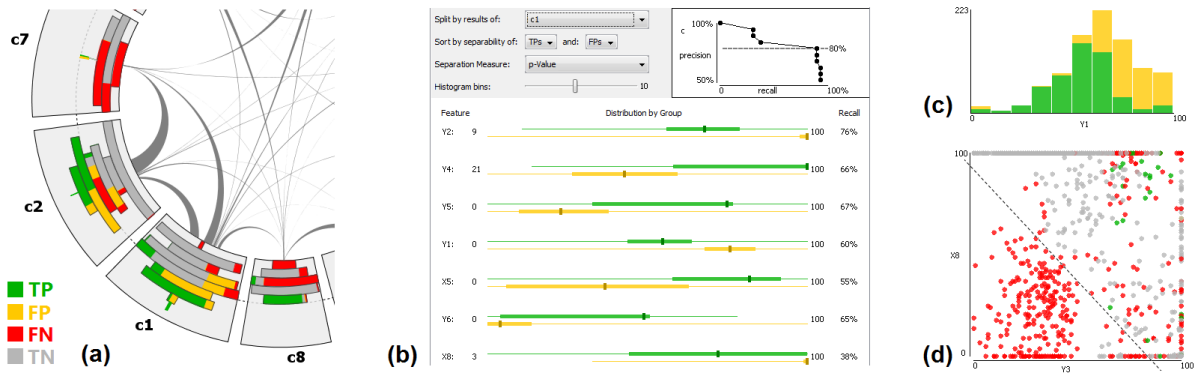 c7
c2
c1
c8
TP
FP
FN
TN
(a)
Split by results of: c1
Sort by separability of: TPs and: FPs
Separation Measure: p-Value
Histogram bins: 10
c 100%
precision
80%
50%
0 recall 100%
Feature Distribution by Group Recall
Y2: 9 100 76%
Y4: 21 100 66%
Y5: 0 100 67%
Y1: 0 100 60%
X5: 0 100 55%
Y6: 0 100 65%
X8: 3 100 38%
(b)
223
0 Y1 100
(c)
100
X8
0
0 Y3 100
(d)